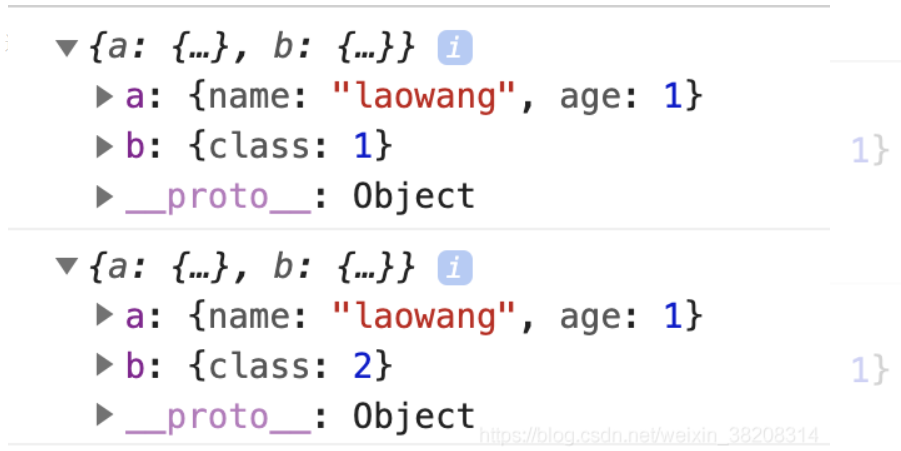 ▼{a: {…}, b: {…}} i
▶a: {name: "laowang", age: 1}
▶b: {class: 1}
1}
▶__proto__: Object
▼{a: {…}, b: {…}} i
▶a: {name: "laowang", age: 1}
▶b: {class: 2}
1}
▶__proto__: Object
https://blog.csdn.net/weixin_38208314